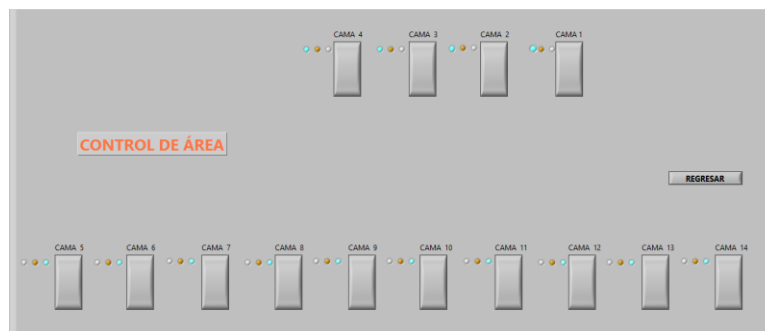 CAMA 4
CAMA 3
CAMA 2
CAMA 1
CONTROL DE ÁREA
REGRESAR
CAMA 5
CAMA 6
CAMA 7
CAMA 8
CAMA 9
CAMA 10
CAMA 11
CAMA 12
CAMA 13
CAMA 14